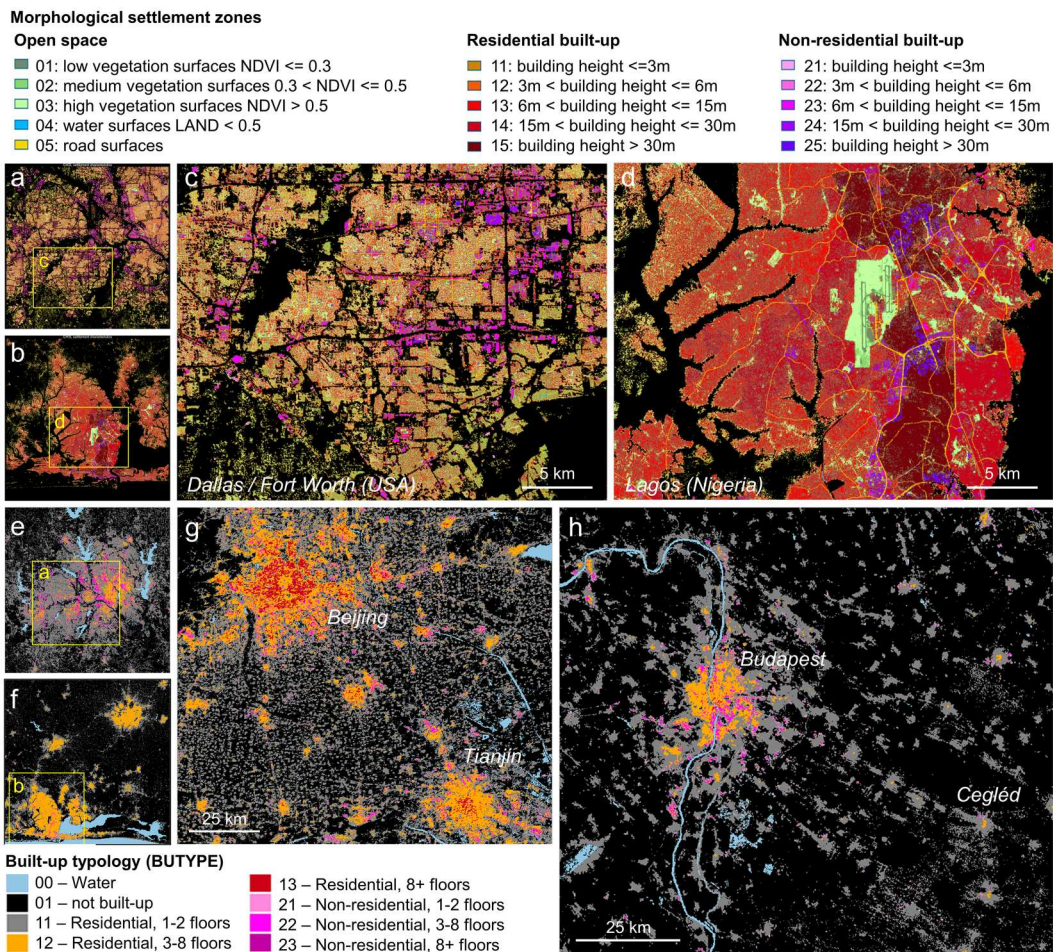 Morphological settlement zones
Open space
01: low vegetation surfaces NDVI <= 0.3
02: medium vegetation surfaces 0.3 < NDVI <= 0.5
03: high vegetation surfaces NDVI > 0.5
04: water surfaces LAND < 0.5
05: road surfaces
Residential built-up
11: building height <=3m
12: 3m < building height <= 6m
13: 6m < building height <= 15m
14: 15m < building height <= 30m
15: building height > 30m
Non-residential built-up
21: building height <=3m
22: 3m < building height <= 6m
23: 6m < building height <= 15m
24: 15m < building height <= 30m
25: building height > 30m
a
c
b
d
c
Dallas / Fort Worth (USA)
5 km
d
Lagos (Nigeria)
5 km
e
a
f
b
g
Beijing
Tianjin
25 km
h
Budapest
Cegléd
25 km
Built-up typology (BUTYPE)
00 – Water
01 – not built-up
11 – Residential, 1-2 floors
12 – Residential, 3-8 floors
13 – Residential, 8+ floors
21 – Non-residential, 1-2 floors
22 – Non-residential, 3-8 floors
23 – Non-residential, 8+ floors